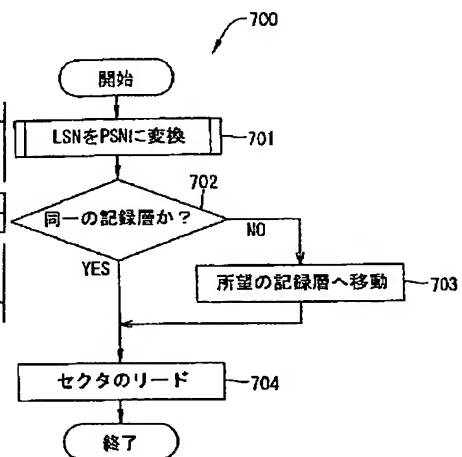 700
開始
LSNをPSNに変換
701
702
同一の記録層か?
NO
YES
所望の記録層へ移動
703
セクタのリード
704
終了